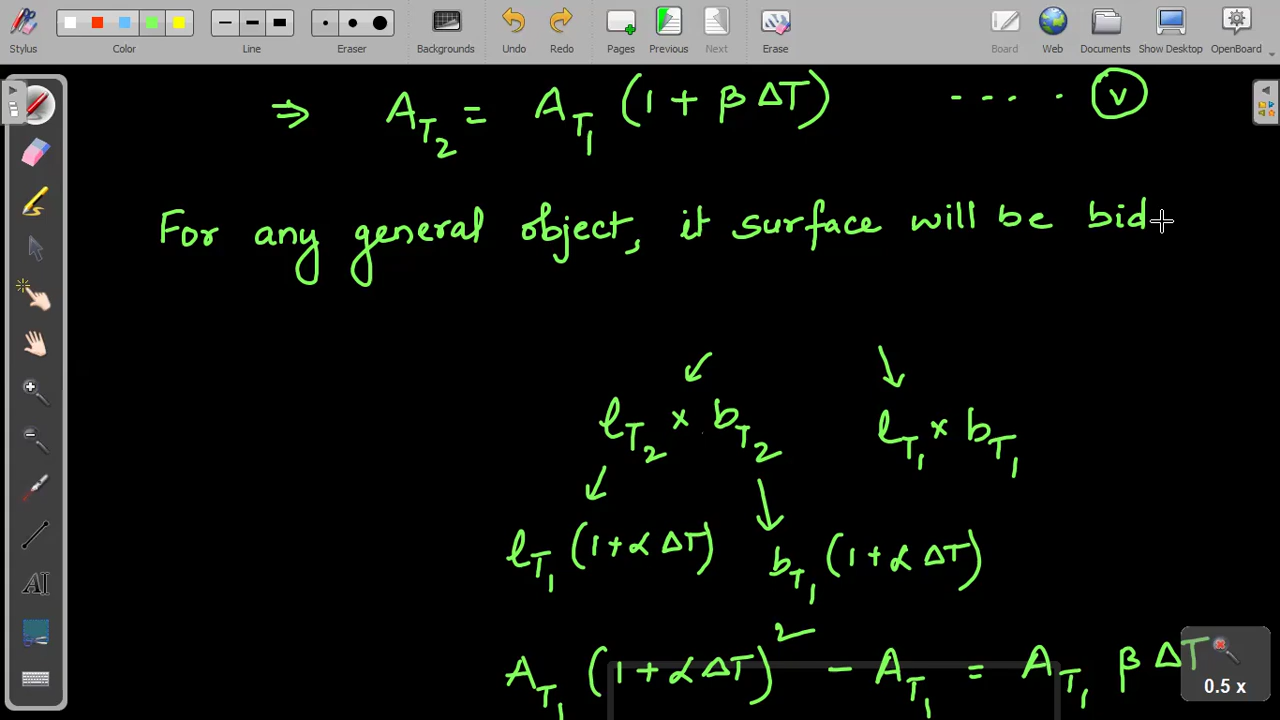 Stylus Color Line Eraser Backgrounds Undo Redo Pages Previous Next Erase Board Web Documents Show Desktop OpenBoard
⇒ A_T₂ = A_T₁ (1 + β ΔT) ---- (v)
For any general object, it surface will be bid
↙ ↘
l_T₂ × b_T₂ l_T₁ × b_T₁
↙ ↘
l_T₁ (1+α ΔT) b_T₁ (1+α ΔT)
A_T₁ (1+αΔT)² - A_T₁ = A_T₁ β ΔT
AI
0.5 x